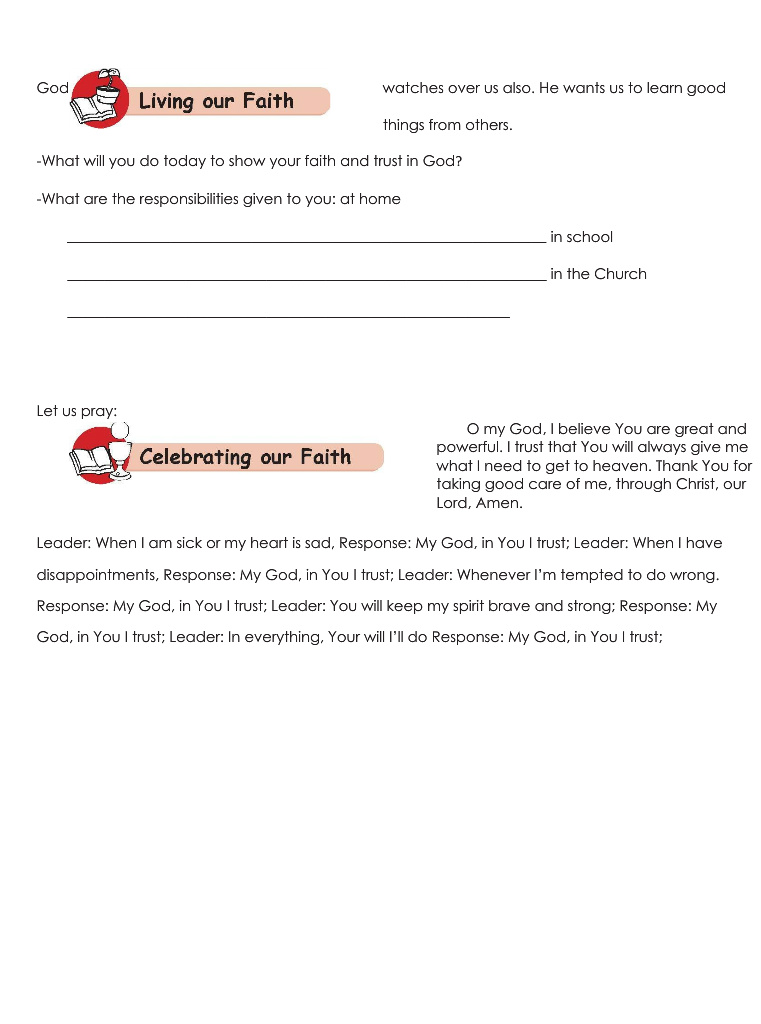 God Living our Faith watches over us also. He wants us to learn good
things from others.
-What will you do today to show your faith and trust in God?
-What are the responsibilities given to you: at home
_______________ in school
_______________ in the Church
_______________
Let us pray:
Celebrating our Faith
O my God, I believe You are great and
powerful. I trust that You will always give me
what I need to get to heaven. Thank You for
taking good care of me, through Christ, our
Lord, Amen.
Leader: When I am sick or my heart is sad, Response: My God, in You I trust; Leader: When I have
disappointments, Response: My God, in You I trust; Leader: Whenever I'm tempted to do wrong.
Response: My God, in You I trust; Leader: You will keep my spirit brave and strong; Response: My
God, in You I trust; Leader: In everything, Your will I'll do Response: My God, in You I trust;